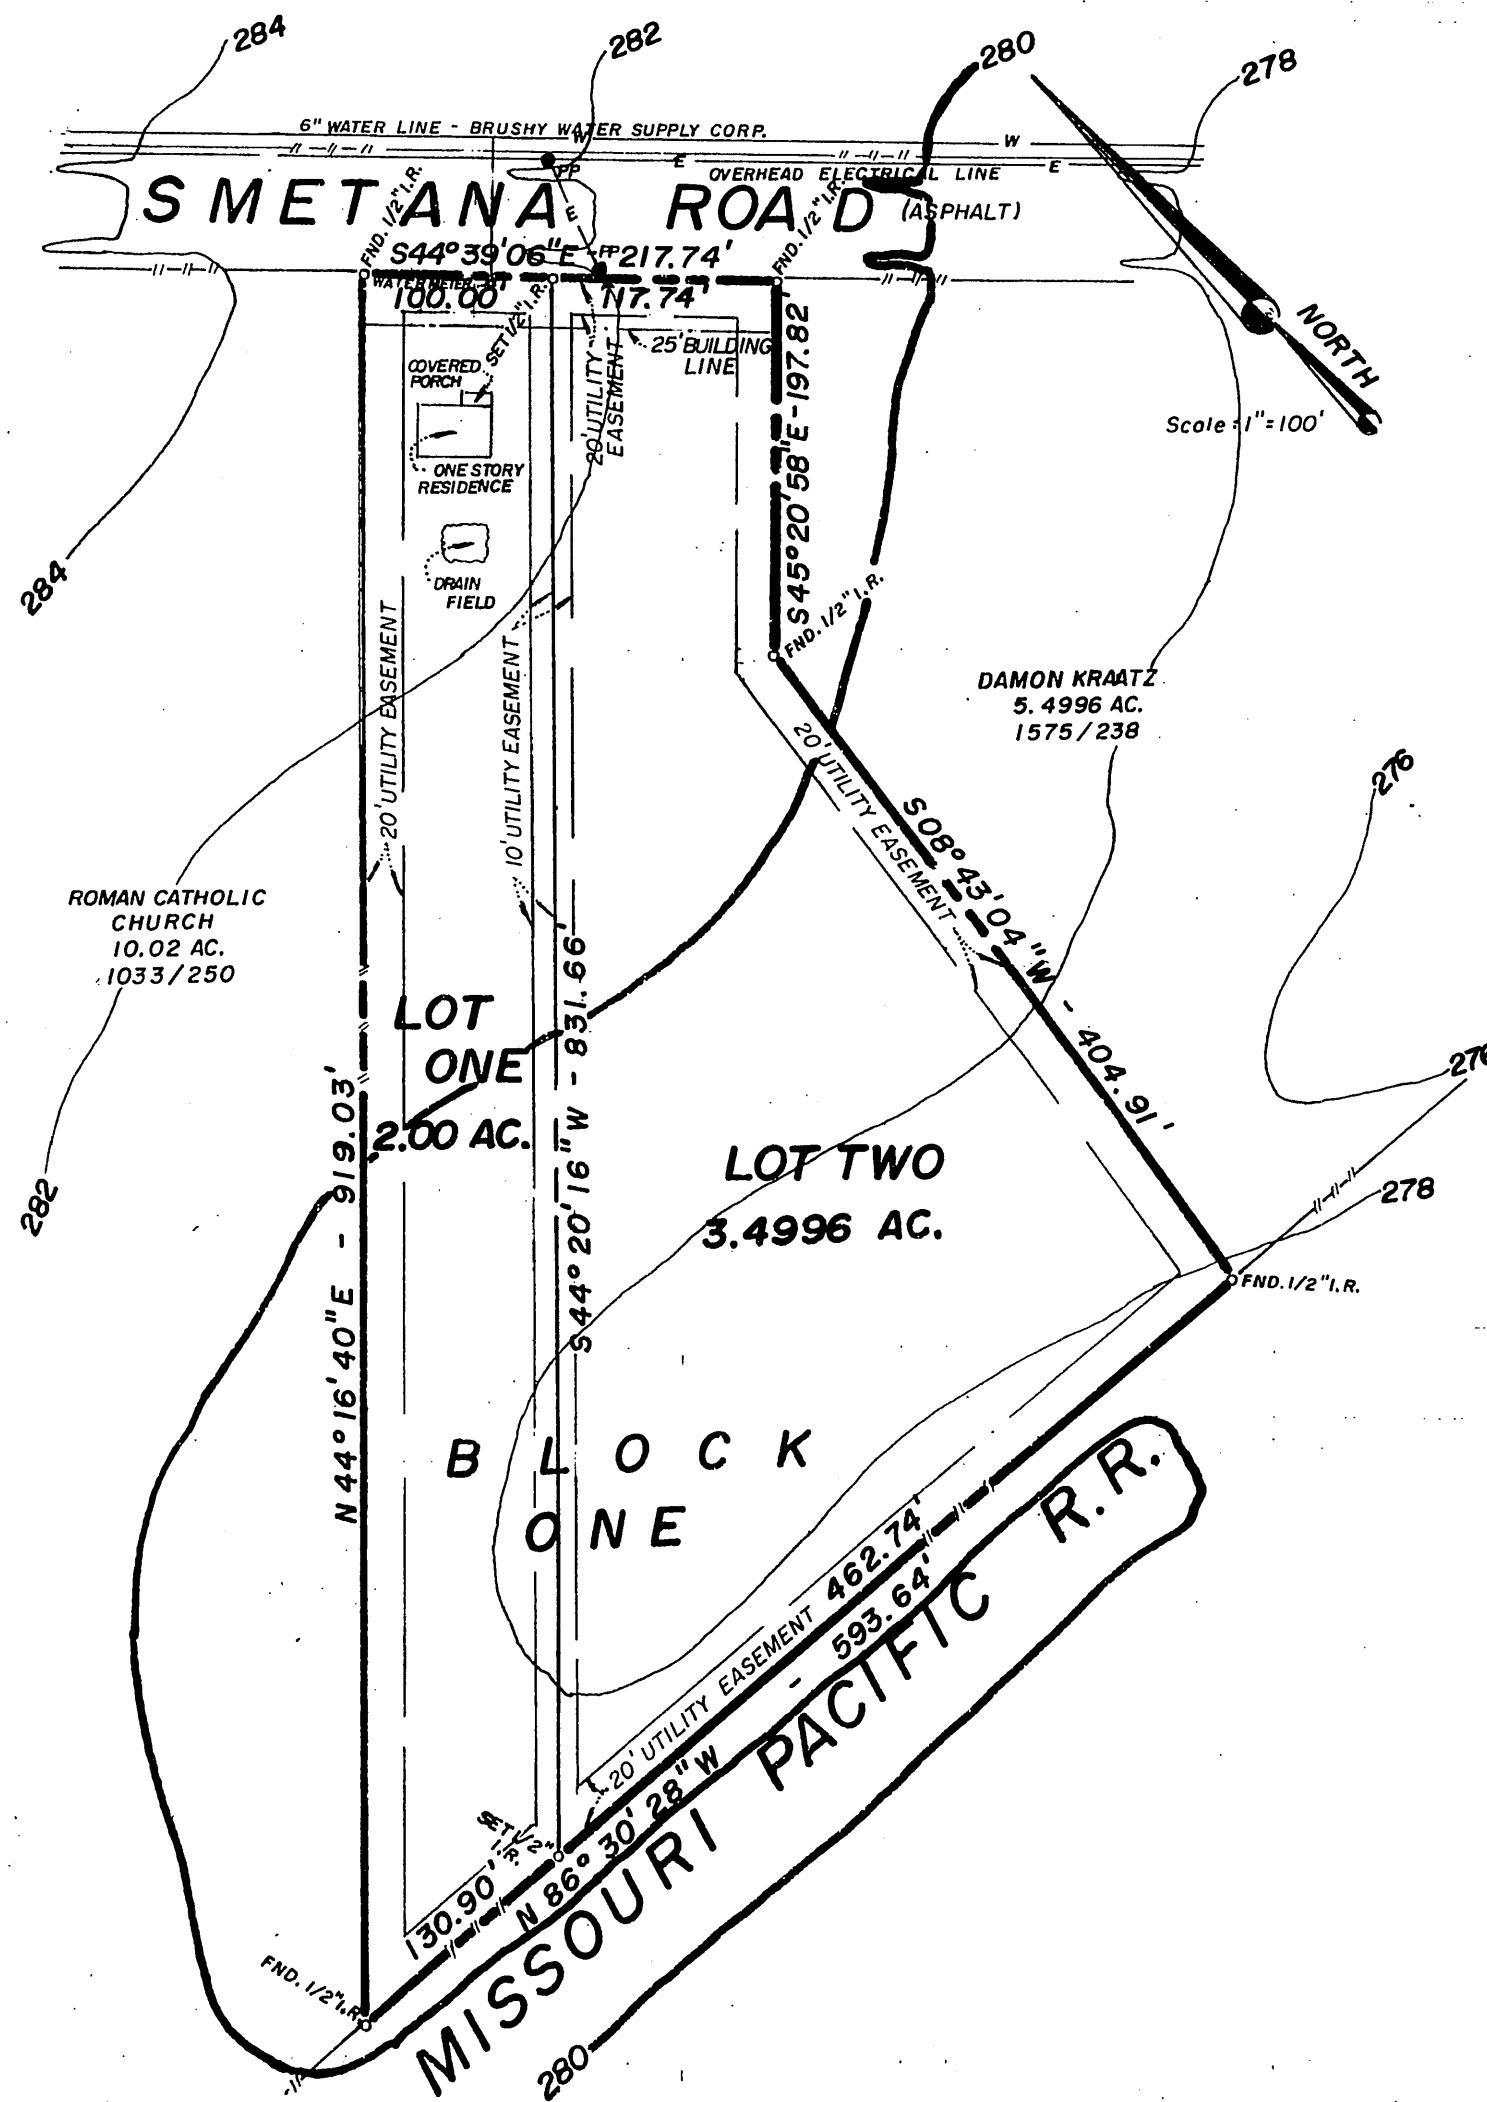 284
282
280
278
6" WATER LINE - BRUSHY WATER SUPPLY CORP.
W
W
E
E
PP
OVERHEAD ELECTRICAL LINE
SMETANA ROAD (ASPHALT)
E
FND. 1/2" I.R.
FND. 1/2" I.R.
S44°39'06"E - 217.74'
PP
WATER METER
100.00'
117.74'
SET 1/2" I.R.
25' BUILDING
LINE
20' UTILITY
EASEMENT
COVERED
PORCH
ONE STORY
RESIDENCE
DRAIN
FIELD
S45°20'58"E-197.82'
FND. 1/2" I.R.
NORTH
Scale: 1"=100'
284
20' UTILITY EASEMENT
10' UTILITY EASEMENT
DAMON KRAATZ
5.4996 AC.
1575/238
20' UTILITY EASEMENT
S08°43'04"W - 404.91'
276
ROMAN CATHOLIC
CHURCH
10.02 AC.
1033/250
LOT
ONE
2.00 AC.
N44°16'40"E - 919.03'
S44°20'16"W - 831.66'
LOT TWO
3.4996 AC.
276
278
282
FND. 1/2" I.R.
BLOCK
ONE
20' UTILITY EASEMENT
462.74'
N 86° 30' 28" W - 593.64'
SET 1/2"
I.R.
130.90'
FND. 1/2" I.R.
MISSOURI PACIFIC R.R.
280